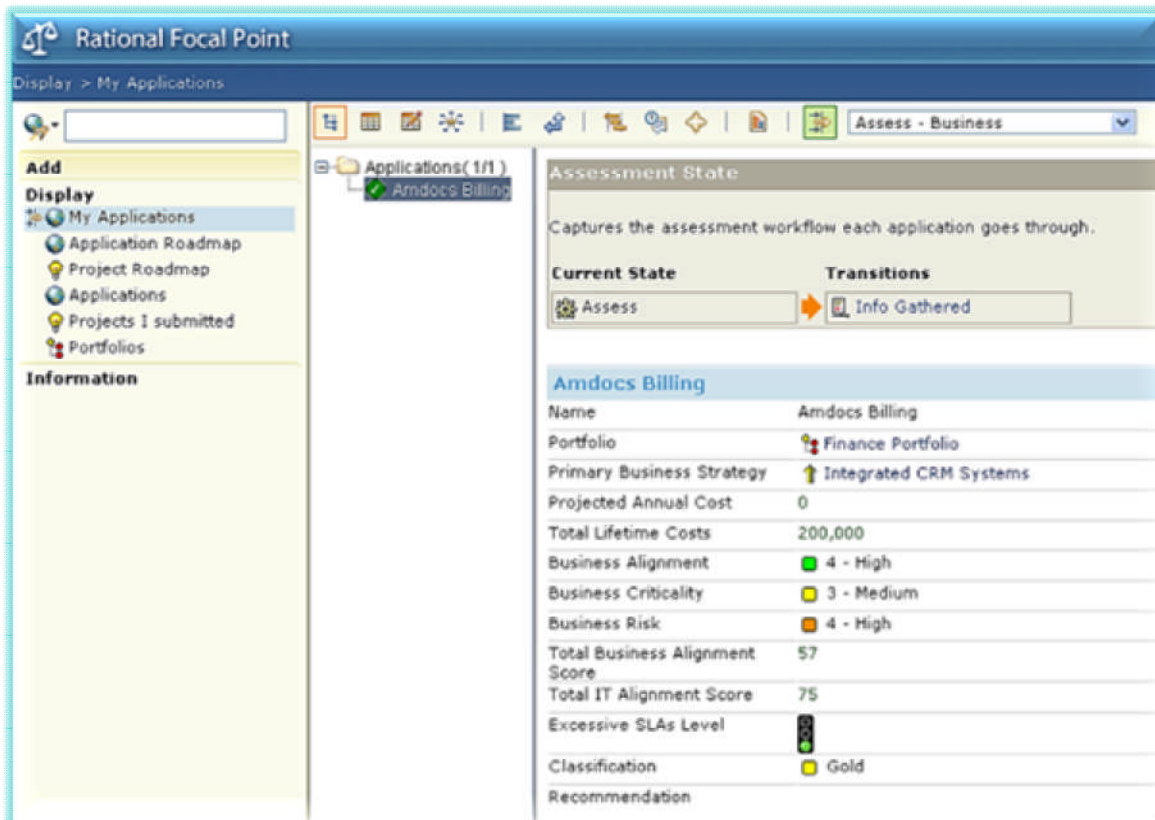 Rational Focal Point
Display > My Applications
Assess - Business
Add
Display
My Applications
Application Roadmap
Project Roadmap
Applications
Projects I submitted
Portfolios
Information
Applications( 1/1 )
Amdocs Billing
Assessment State
Captures the assessment workflow each application goes through.
Current State Transitions
Assess Info Gathered
Amdocs Billing
Name Amdocs Billing
Portfolio Finance Portfolio
Primary Business Strategy Integrated CRM Systems
Projected Annual Cost 0
Total Lifetime Costs 200,000
Business Alignment 4 - High
Business Criticality 3 - Medium
Business Risk 4 - High
Total Business Alignment 57
Score
Total IT Alignment Score 75
Excessive SLAs Level
Classification Gold
Recommendation